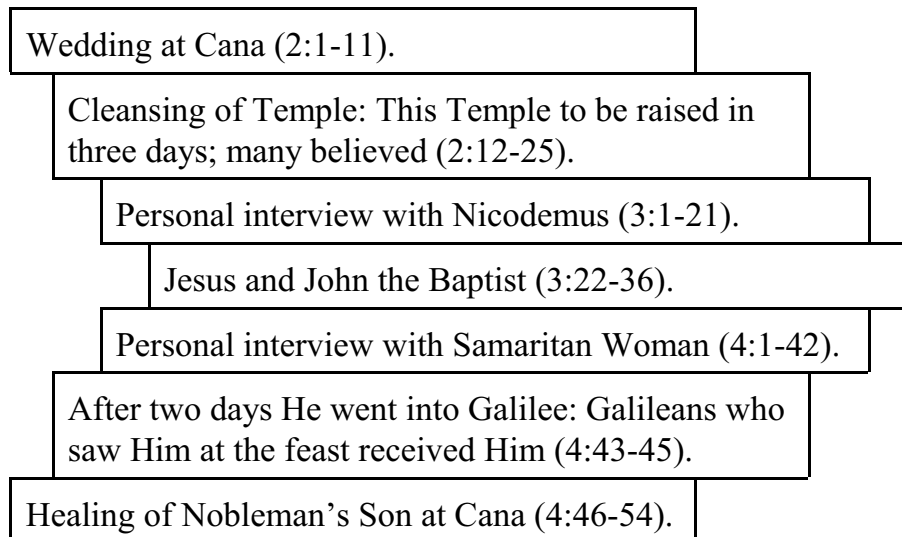 Wedding at Cana (2:1-11).
Cleansing of Temple: This Temple to be raised in
three days; many believed (2:12-25).
Personal interview with Nicodemus (3:1-21).
Jesus and John the Baptist (3:22-36).
Personal interview with Samaritan Woman (4:1-42).
After two days He went into Galilee: Galileans who
saw Him at the feast received Him (4:43-45).
Healing of Nobleman’s Son at Cana (4:46-54).